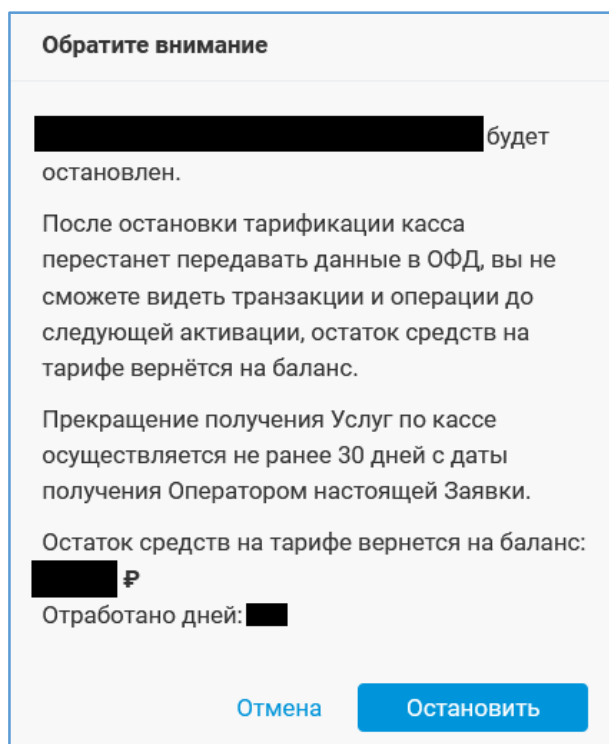 Обратите внимание
будет
остановлен.
После остановки тарификации касса
перестанет передавать данные в ОФД, вы не
сможете видеть транзакции и операции до
следующей активации, остаток средств на
тарифе вернётся на баланс.
Прекращение получения Услуг по кассе
осуществляется не ранее 30 дней с даты
получения Оператором настоящей Заявки.
Остаток средств на тарифе вернется на баланс:
₽
Отработано дней:
Отмена Остановить